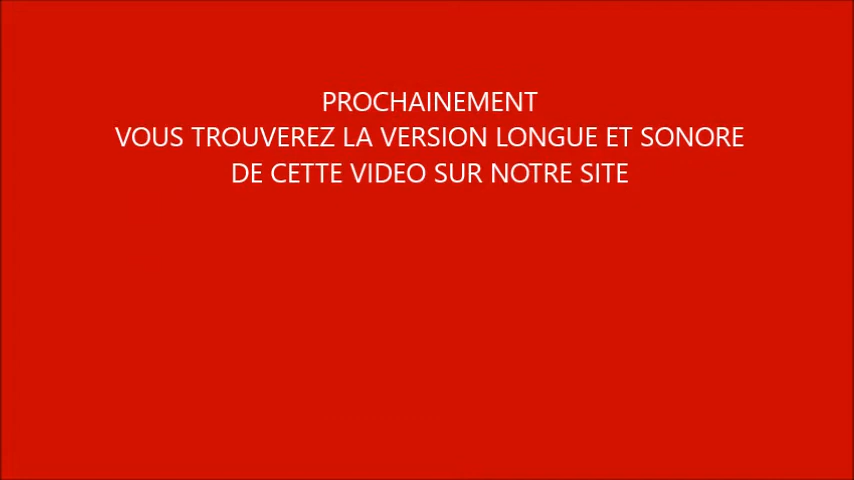 PROCHAINEMENT
VOUS TROUVEREZ LA VERSION LONGUE ET SONORE
DE CETTE VIDEO SUR NOTRE SITE